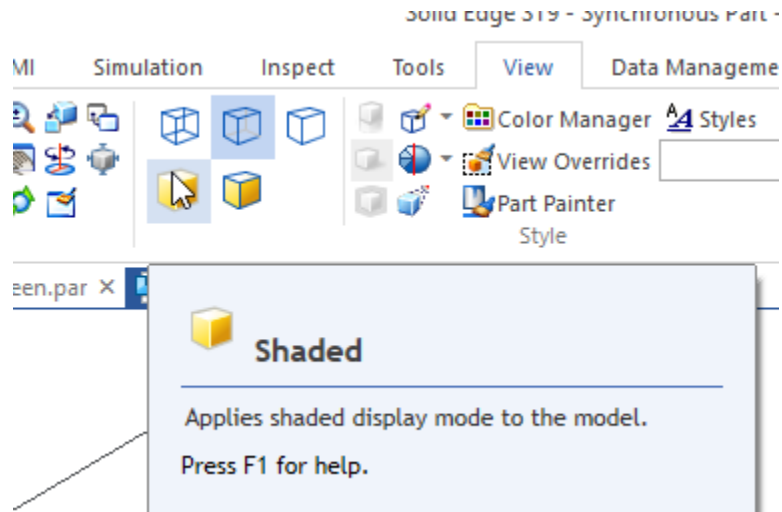 Solid Edge 319 - Synchronous Part -
MI Simulation Inspect Tools View Data Manageme
Color Manager Styles
View Overrides
Part Painter
Style
een.par
Shaded
Applies shaded display mode to the model.
Press F1 for help.